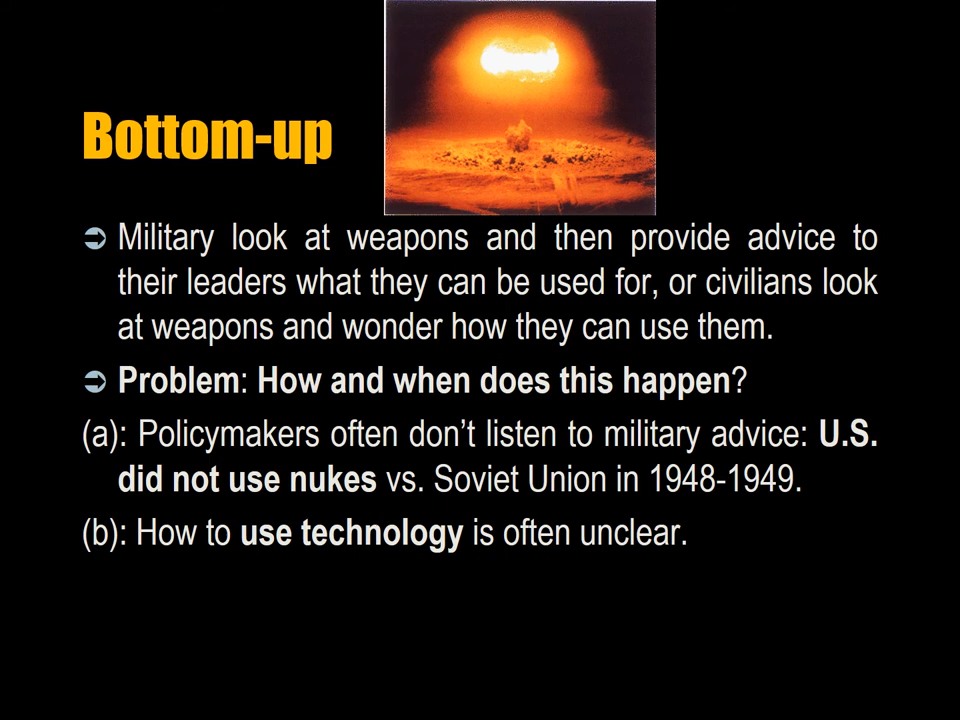 Bottom-up
➲ Military look at weapons and then provide advice to
their leaders what they can be used for, or civilians look
at weapons and wonder how they can use them.
➲ Problem: How and when does this happen?
(a): Policymakers often don’t listen to military advice: U.S.
did not use nukes vs. Soviet Union in 1948-1949.
(b): How to use technology is often unclear.